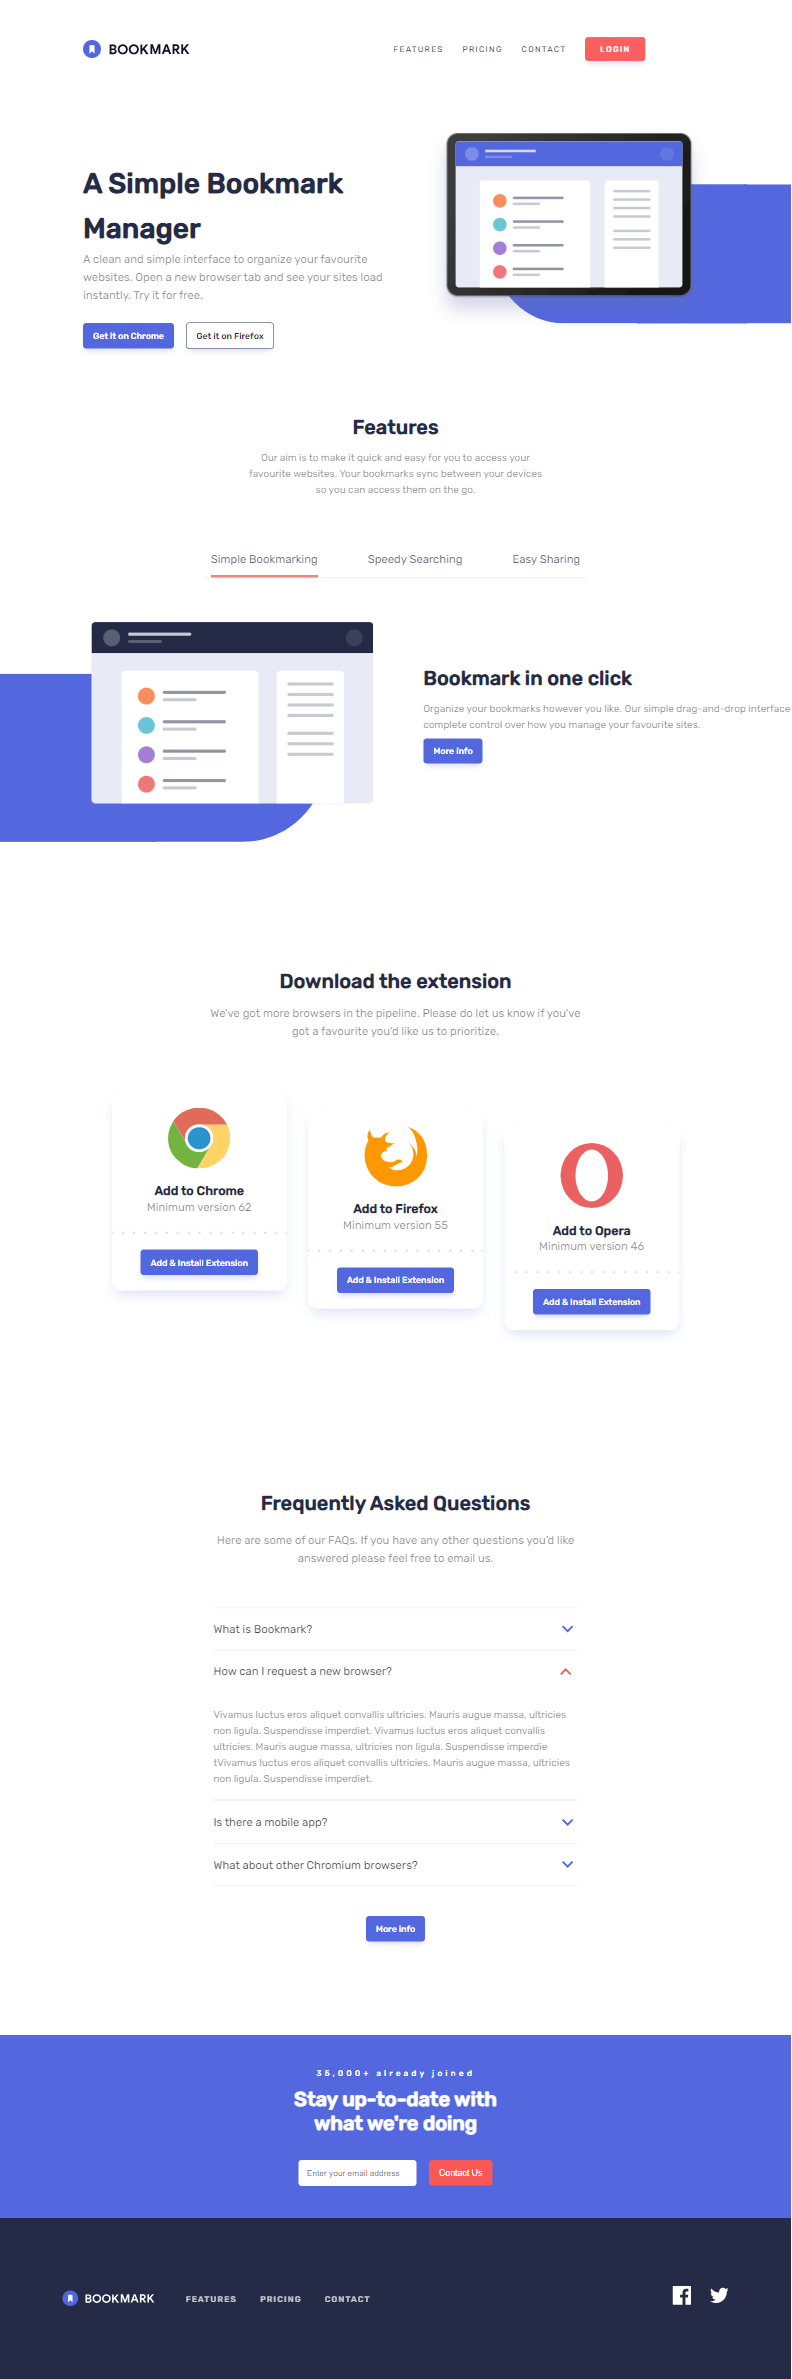 BOOKMARK
FEATURES PRICING CONTACT LOGIN
A Simple Bookmark
Manager
A clean and simple interface to organize your favourite
websites. Open a new browser tab and see your sites load
instantly. Try it for free.
Get it on Chrome Get it on Firefox
Features
Our aim is to make it quick and easy for you to access your
favourite websites. Your bookmarks sync between your devices
so you can access them on the go.
Simple Bookmarking Speedy Searching Easy Sharing
Bookmark in one click
Organize your bookmarks however you like. Our simple drag-and-drop interface
complete control over how you manage your favourite sites.
More Info
Download the extension
We've got more browsers in the pipeline. Please do let us know if you've
got a favourite you'd like us to prioritize.
Add to Chrome
Minimum version 62
Add & Install Extension
Add to Firefox
Minimum version 55
Add & Install Extension
Add to Opera
Minimum version 46
Add & Install Extension
Frequently Asked Questions
Here are some of our FAQs. If you have any other questions you'd like
answered please feel free to email us.
What is Bookmark?
How can I request a new browser?
Vivamus luctus eros aliquet convallis ultricies. Mauris augue massa, ultricies
non ligula. Suspendisse imperdiet. Vivamus luctus eros aliquet convallis
ultricies. Mauris augue massa, ultricies non ligula. Suspendisse imperdie
tVivamus luctus eros aliquet convallis ultricies. Mauris augue massa, ultricies
non ligula. Suspendisse imperdiet.
Is there a mobile app?
What about other Chromium browsers?
More Info
35,000+ already joined
Stay up-to-date with
what we're doing
Enter your email address Contact Us
BOOKMARK FEATURES PRICING CONTACT